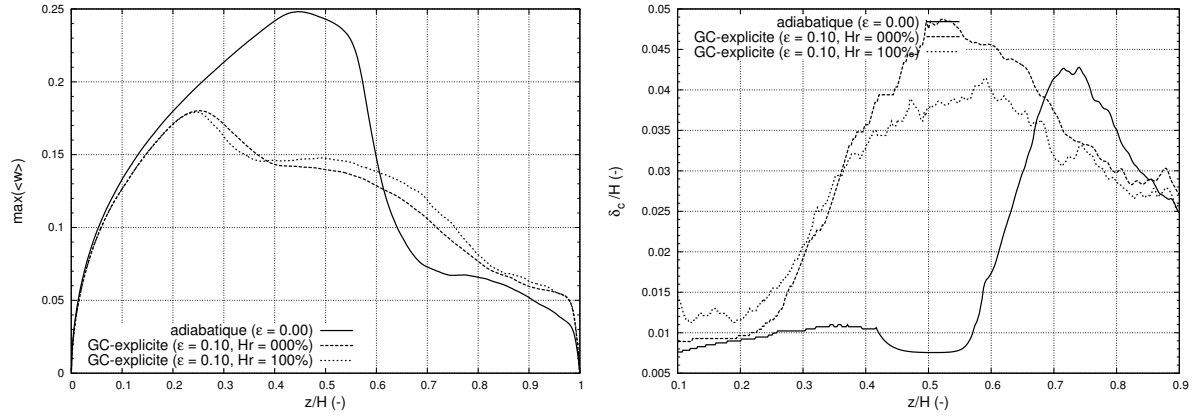 max(<w>)
0.25
0.2
0.15
0.1
0.05
0
0 0.1 0.2 0.3 0.4 0.5 0.6 0.7 0.8 0.9 1
z/H (-)
adiabatique (ε = 0.00)
GC-explicite (ε = 0.10, Hr = 000%)
GC-explicite (ε = 0.10, Hr = 100%)
δc /H (-)
0.05
0.045
0.04
0.035
0.03
0.025
0.02
0.015
0.01
0.005
0.1 0.2 0.3 0.4 0.5 0.6 0.7 0.8 0.9
z/H (-)
adiabatique (ε = 0.00)
GC-explicite (ε = 0.10, Hr = 000%)
GC-explicite (ε = 0.10, Hr = 100%)